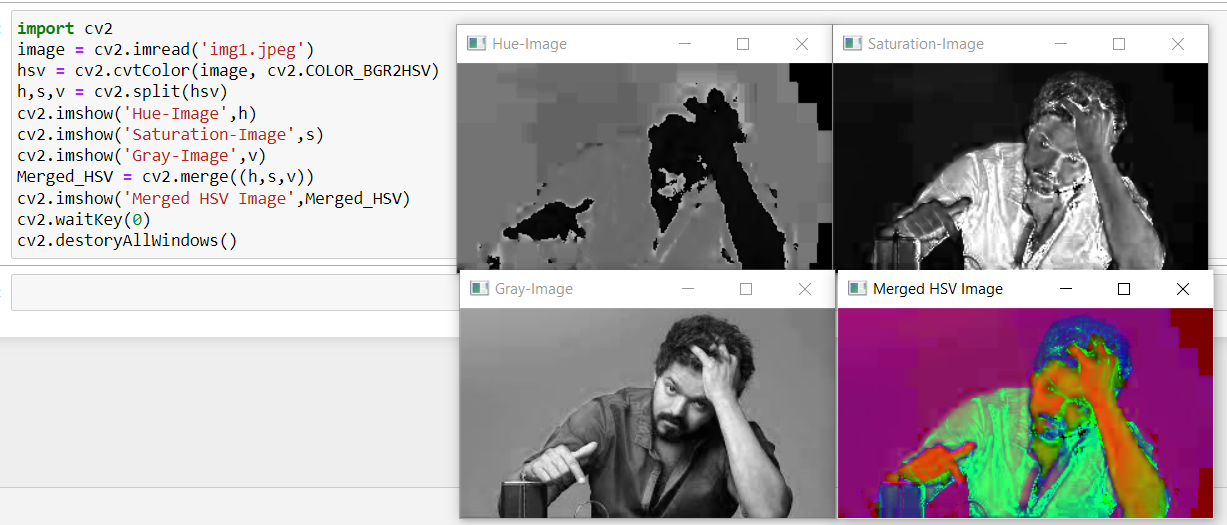 import cv2
image = cv2.imread('img1.jpeg')
hsv = cv2.cvtColor(image, cv2.COLOR_BGR2HSV)
h,s,v = cv2.split(hsv)
cv2.imshow('Hue-Image',h)
cv2.imshow('Saturation-Image',s)
cv2.imshow('Gray-Image',v)
Merged_HSV = cv2.merge((h,s,v))
cv2.imshow('Merged HSV Image',Merged_HSV)
cv2.waitKey(0)
cv2.destoryAllWindows()
Hue-Image
Saturation-Image
Gray-Image
Merged HSV Image